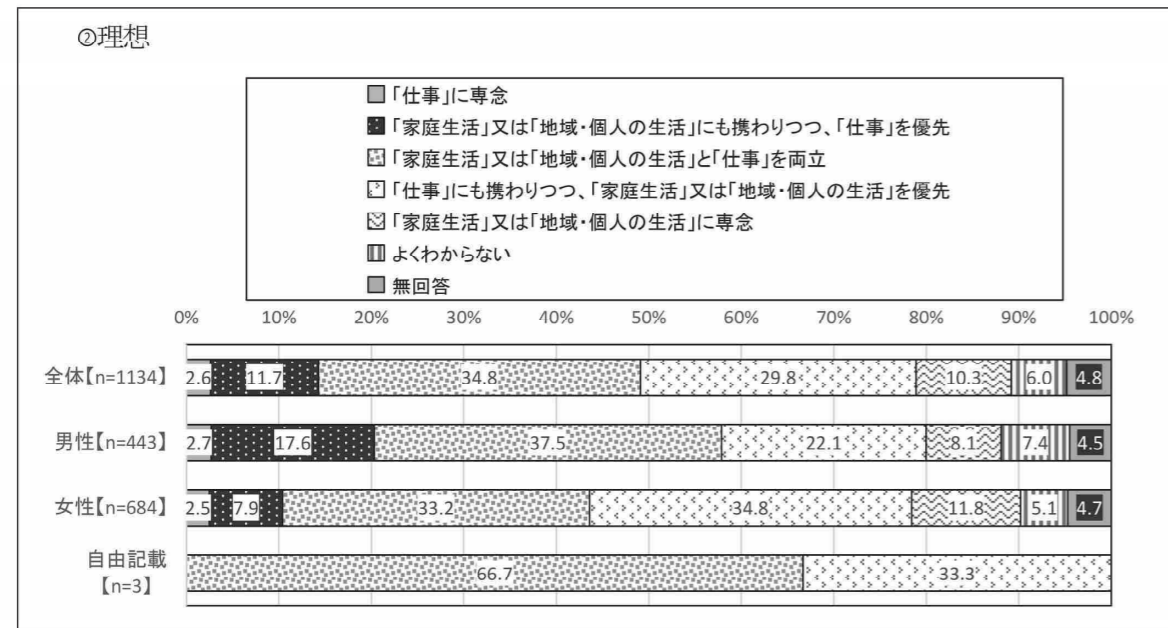 ②理想
「仕事」に専念
「家庭生活」又は「地域・個人の生活」にも携わりつつ、「仕事」を優先
「家庭生活」又は「地域・個人の生活」と「仕事」を両立
「仕事」にも携わりつつ、「家庭生活」又は「地域・個人の生活」を優先
「家庭生活」又は「地域・個人の生活」に専念
よくわからない
無回答
0% 10% 20% 30% 40% 50% 60% 70% 80% 90% 100%
全体【n=1134】 2.6 11.7 34.8 29.8 10.3 6.0 4.8
男性【n=443】 2.7 17.6 37.5 22.1 8.1 7.4 4.5
女性【n=684】 2.5 7.9 33.2 34.8 11.8 5.1 4.7
自由記載
【n=3】 66.7 33.3